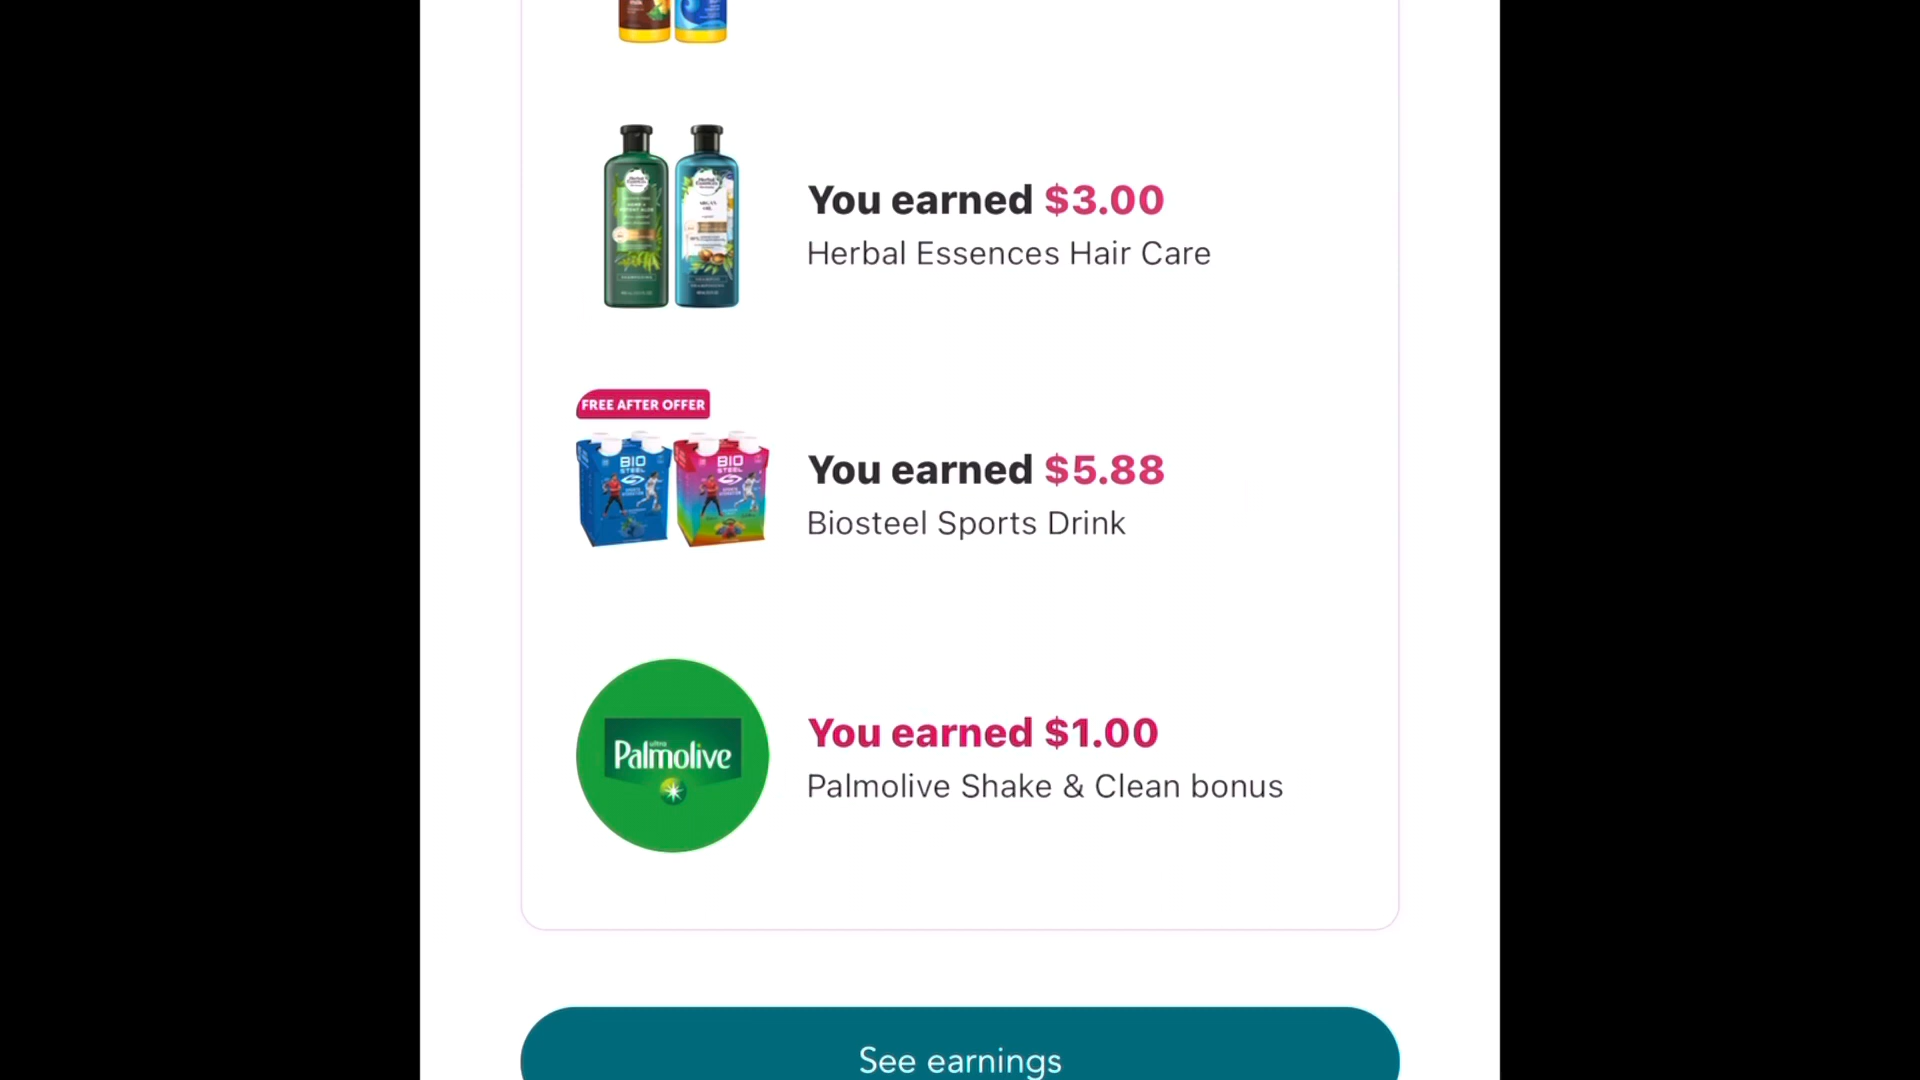 You earned $3.00
Herbal Essences Hair Care
FREE AFTER OFFER
BIO
STEEL
BIO
STEEL
You earned $5.88
Biosteel Sports Drink
ultra
Palmolive
You earned $1.00
Palmolive Shake & Clean bonus
See earnings